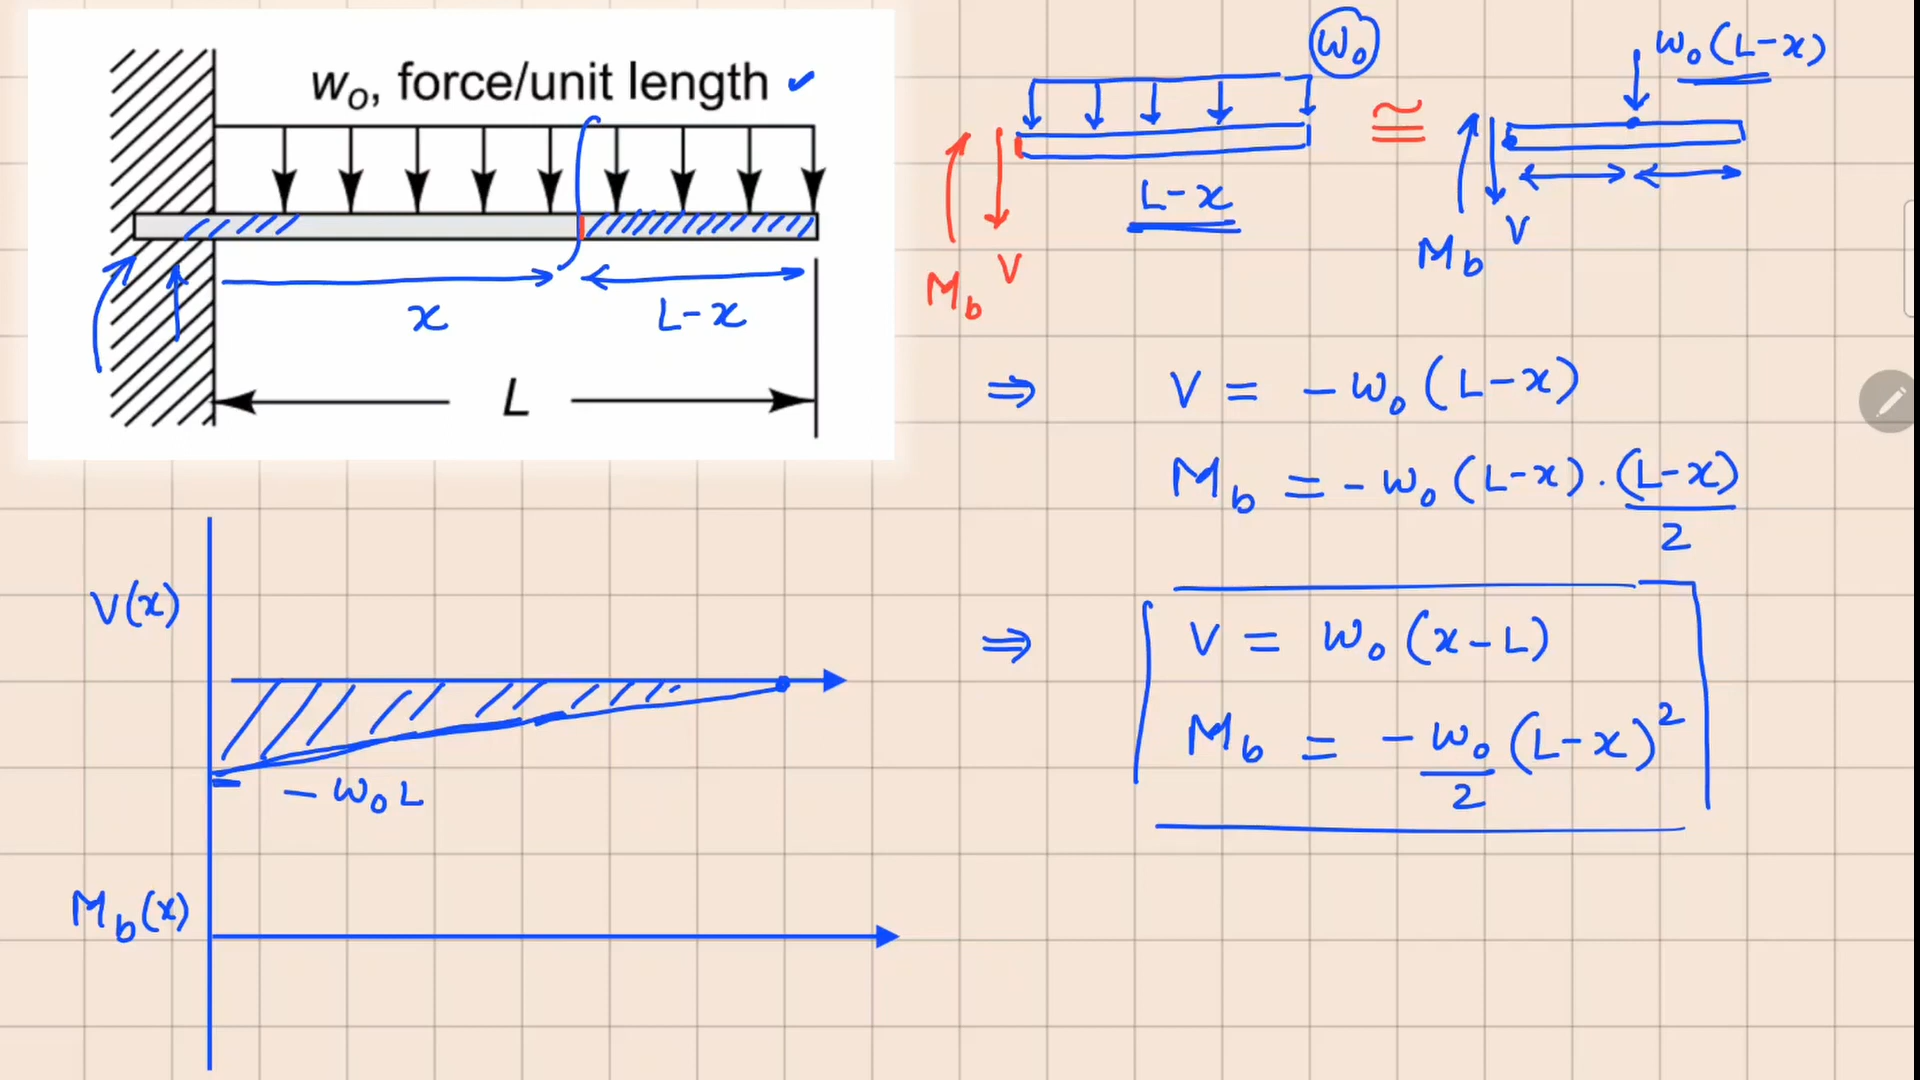 w₀, force/unit length ✓
x
L-x
L
w₀
L-x
M_b V
≅
w₀(L-x)
V
M_b
⇒ V = -w₀(L-x)
M_b = -w₀(L-x)·(L-x)/2
⇒ V = w₀(x-L)
M_b = -w₀/2 (L-x)²
V(x)
-w₀L
M_b(x)